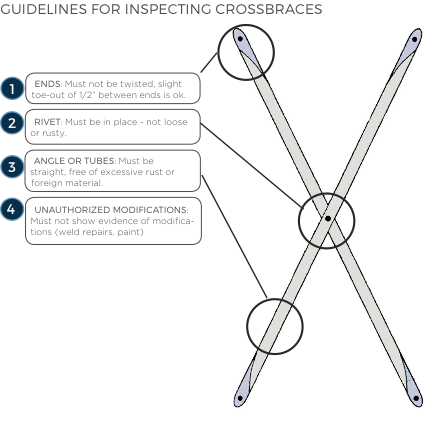 GUIDELINES FOR INSPECTING CROSSBRACES
1
ENDS: Must not be twisted, slight
toe-out of 1/2" between ends is ok.
2
RIVET: Must be in place - not loose
or rusty.
3
ANGLE OR TUBES: Must be
straight, free of excessive rust or
foreign material.
4
UNAUTHORIZED MODIFICATIONS:
Must not show evidence of modifica-
tions (weld repairs, paint)